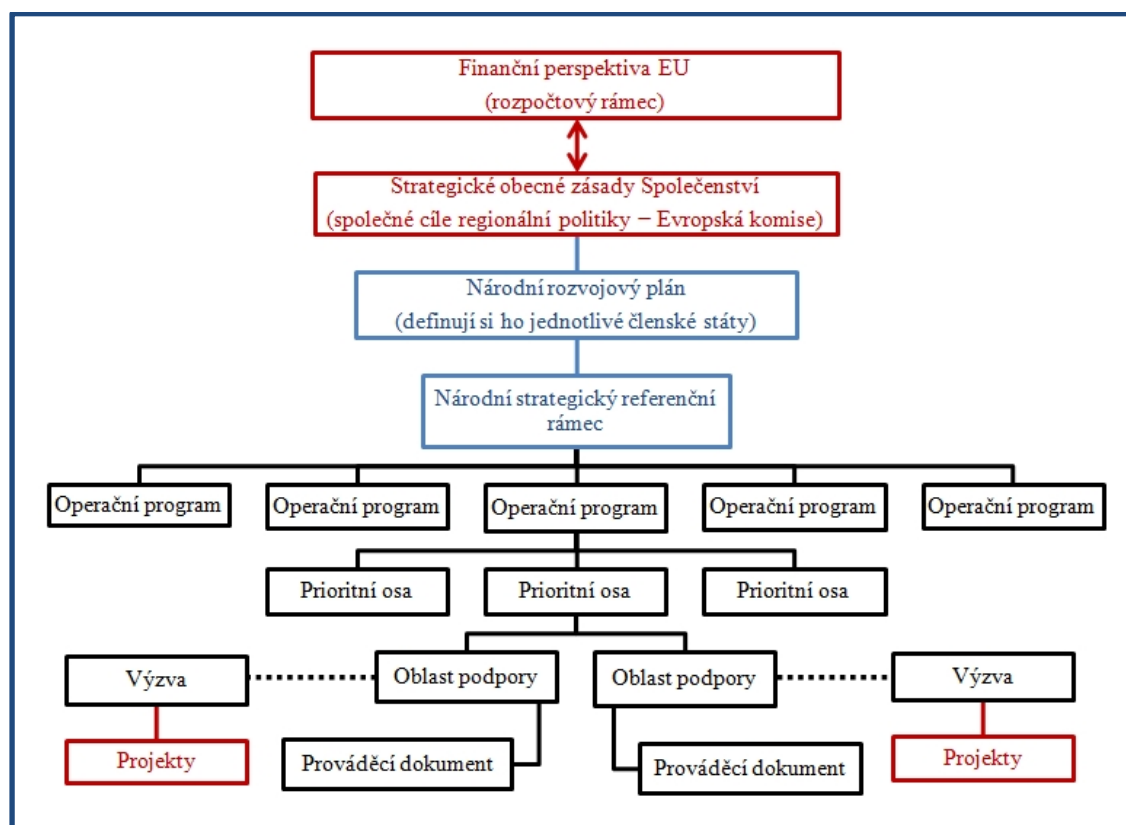 Finanční perspektiva EU
(rozpočtový rámec)
Strategické obecné zásady Společenství
(společné cíle regionální politiky – Evropská komise)
Národní rozvojový plán
(definují si ho jednotlivé členské státy)
Národní strategický referenční
rámec
Operační program
Operační program
Operační program
Operační program
Operační program
Prioritní osa
Prioritní osa
Prioritní osa
Výzva
Oblast podpory
Oblast podpory
Výzva
Projekty
Prováděcí dokument
Prováděcí dokument
Projekty